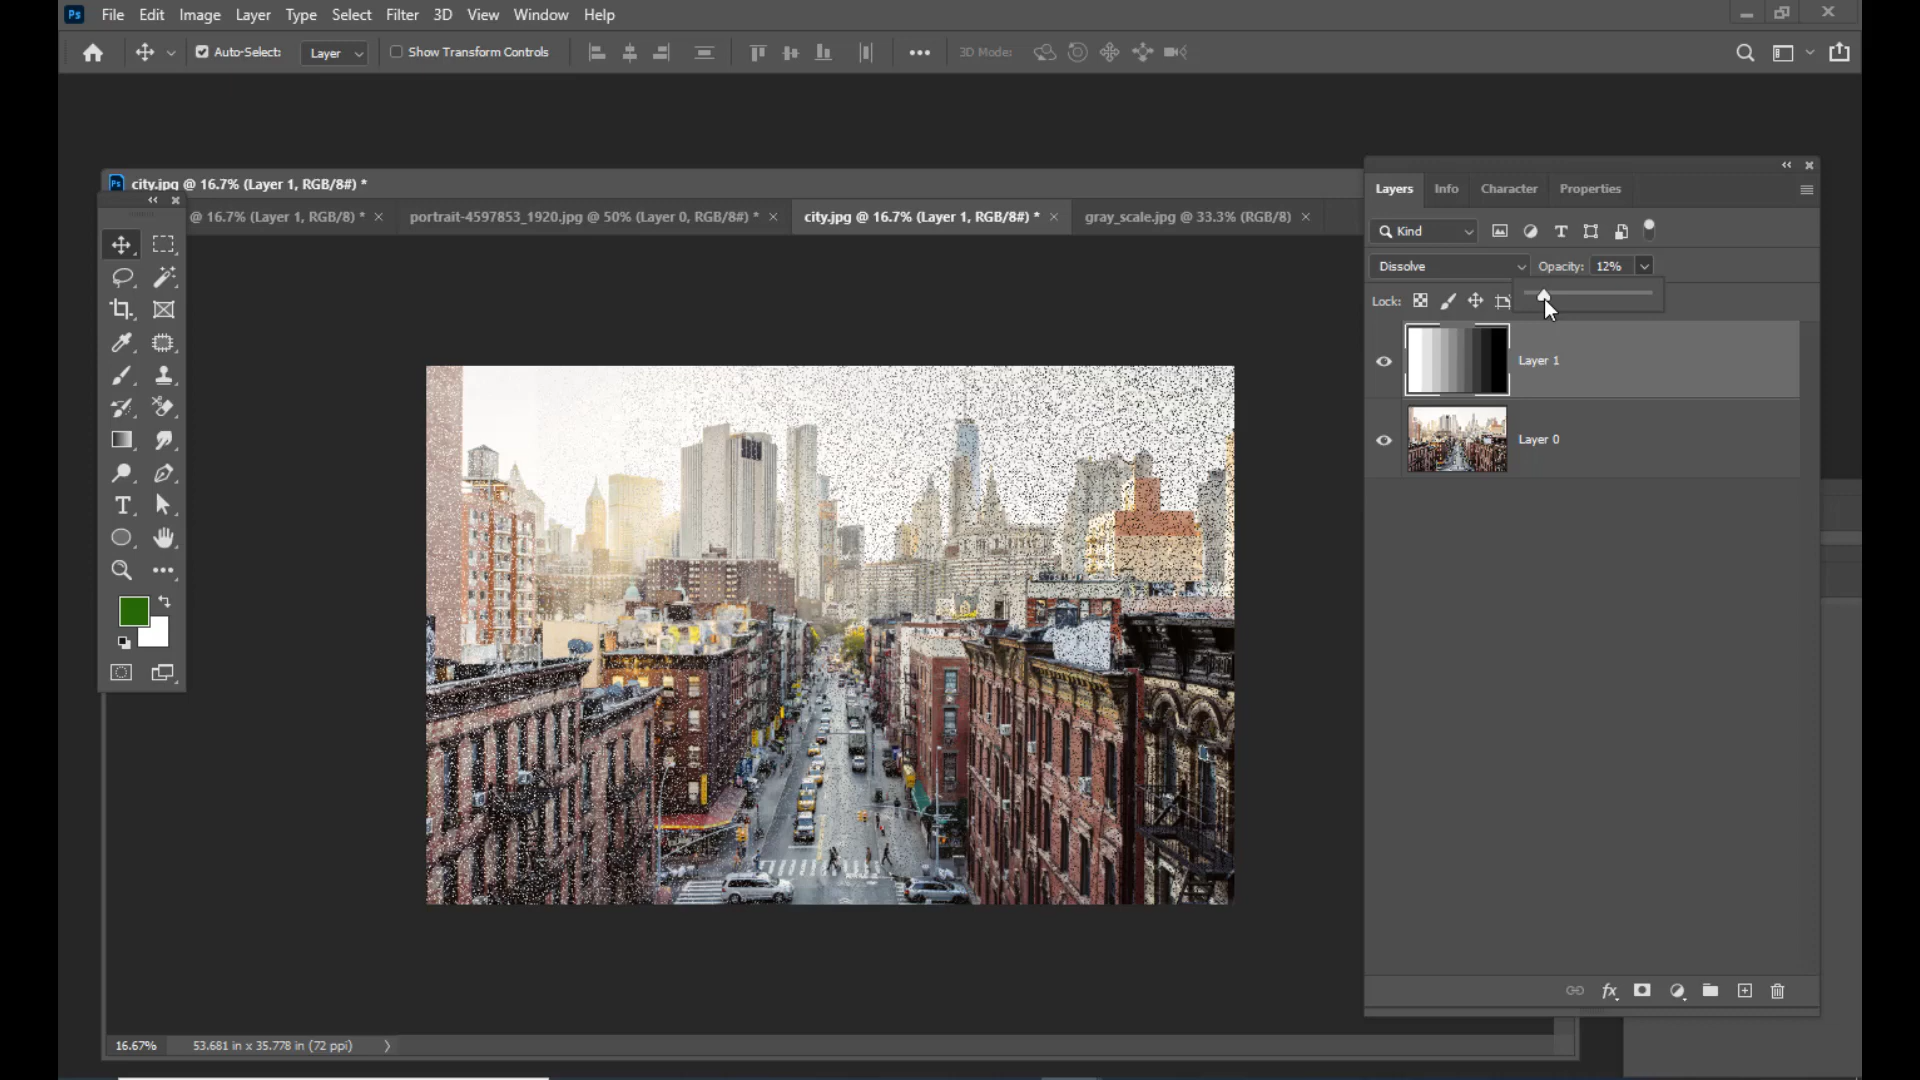 Ps File Edit Image Layer Type Select Filter 3D View Window Help
Auto-Select: Layer Show Transform Controls 3D Mode:
Ps city.jpg @ 16.7% (Layer 1, RGB/8#) *
@ 16.7% (Layer 1, RGB/8) * portrait-4597853_1920.jpg @ 50% (Layer 0, RGB/8#) * city.jpg @ 16.7% (Layer 1, RGB/8#) * gray_scale.jpg @ 33.3% (RGB/8)
Layers Info Character Properties
Kind
Dissolve Opacity: 12%
Lock:
Layer 1
Layer 0
fx
16.67% 53.681 in x 35.778 in (72 ppi)